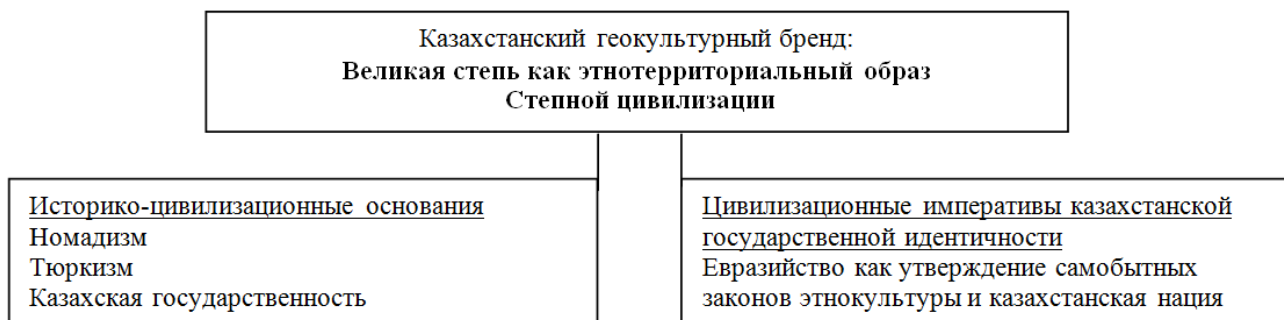 Казахстанский геокультурный бренд:
Великая степь как этнотерриториальный образ
Степной цивилизации
Историко-цивилизационные основания
Номадизм
Тюркизм
Казахская государственность
Цивилизационные императивы казахстанской
государственной идентичности
Евразийство как утверждение самобытных
законов этнокультуры и казахстанская нация